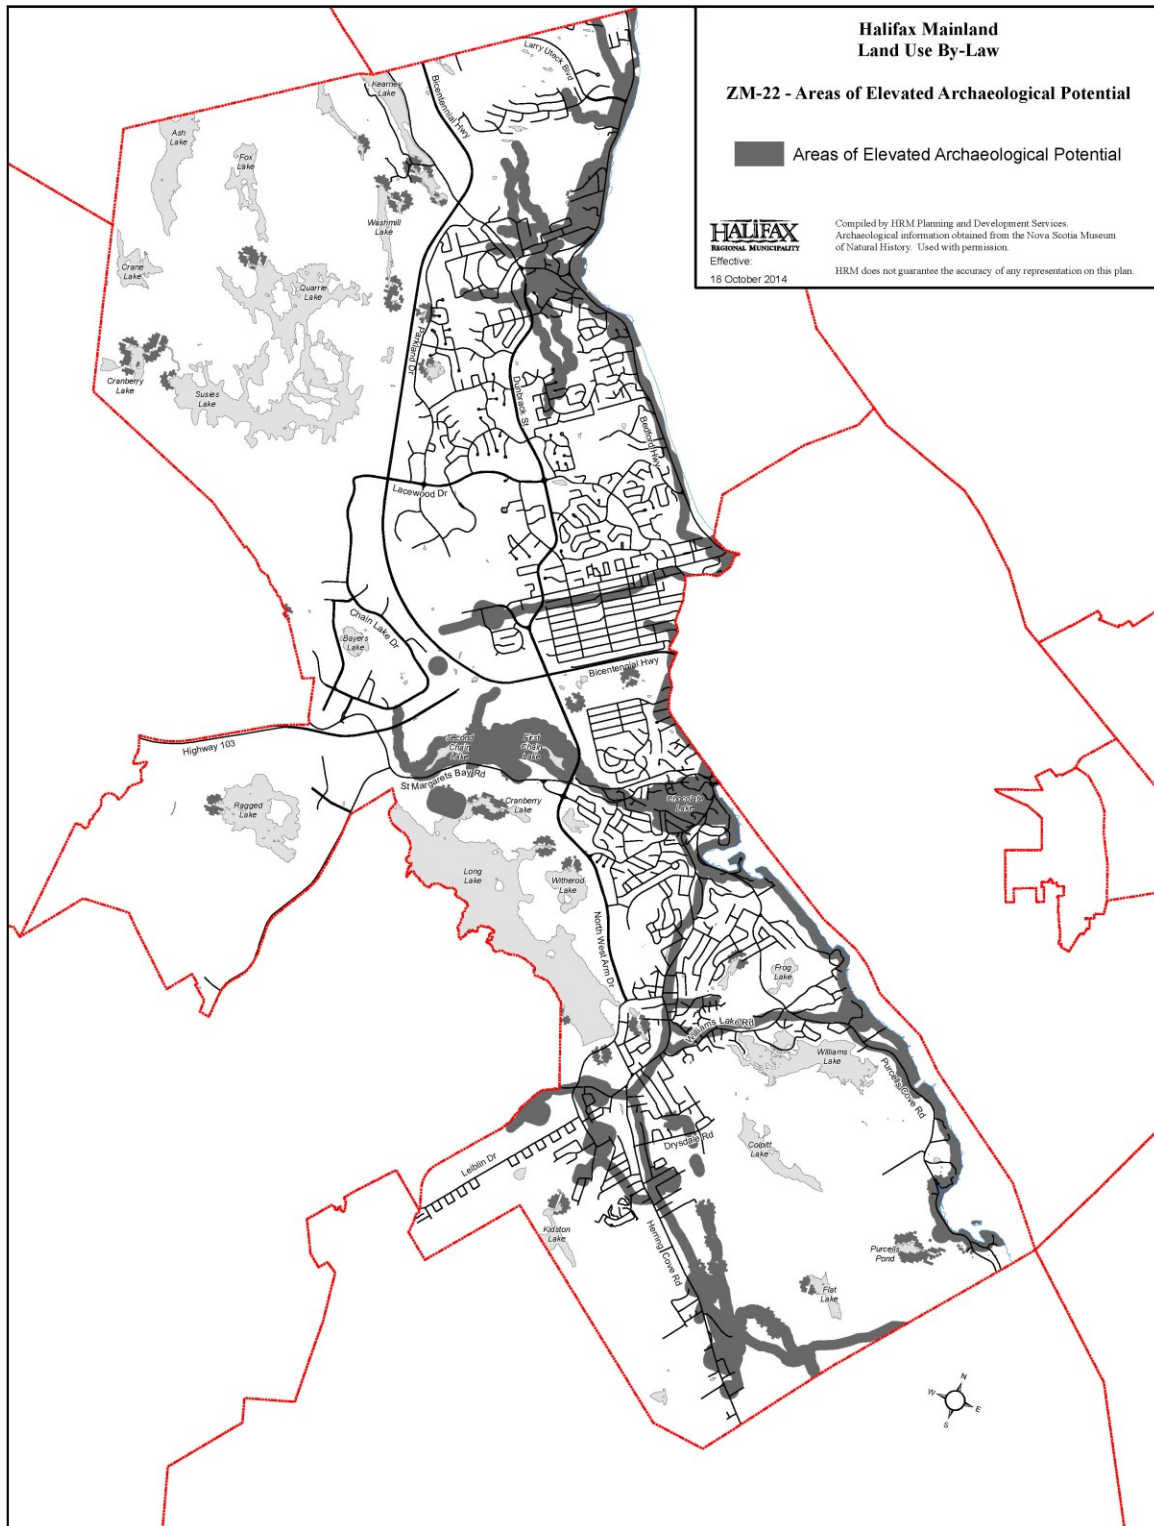 Halifax Mainland
Land Use By-Law
ZM-22 - Areas of Elevated Archaeological Potential
Areas of Elevated Archaeological Potential
HALIFAX
REGIONAL MUNICIPALITY
Effective:
18 October 2014
Compiled by HRM Planning and Development Services.
Archaeological information obtained from the Nova Scotia Museum
of Natural History. Used with permission.
HRM does not guarantee the accuracy of any representation on this plan.
Larry Uteck Blvd
Kearney
Lake
Bicentennial Hwy
Ash
Lake
Fox
Lake
Washmill
Lake
Crane
Lake
Quarrie
Lake
Parkland Dr
Cranberry
Lake
Susies
Lake
Dunbrack St
Bedford Hwy
Lacewood Dr
Chain Lake Dr
Bayers
Lake
Bicentennial Hwy
Highway 103
Second
Chain
Lake
First
Chain
Lake
St Margarets Bay Rd
Ragged
Lake
Cranberry
Lake
Chocolate
Lake
Long
Lake
Witherod
Lake
North West Arm Dr
Frog
Lake
Williams Lake Rd
Williams
Lake
Purcells Cove Rd
Drysdale Rd
Colpitt
Lake
Leiblin Dr
Kidston
Lake
Herring Cove Rd
Purcells
Pond
Flat
Lake
N
W
E
S